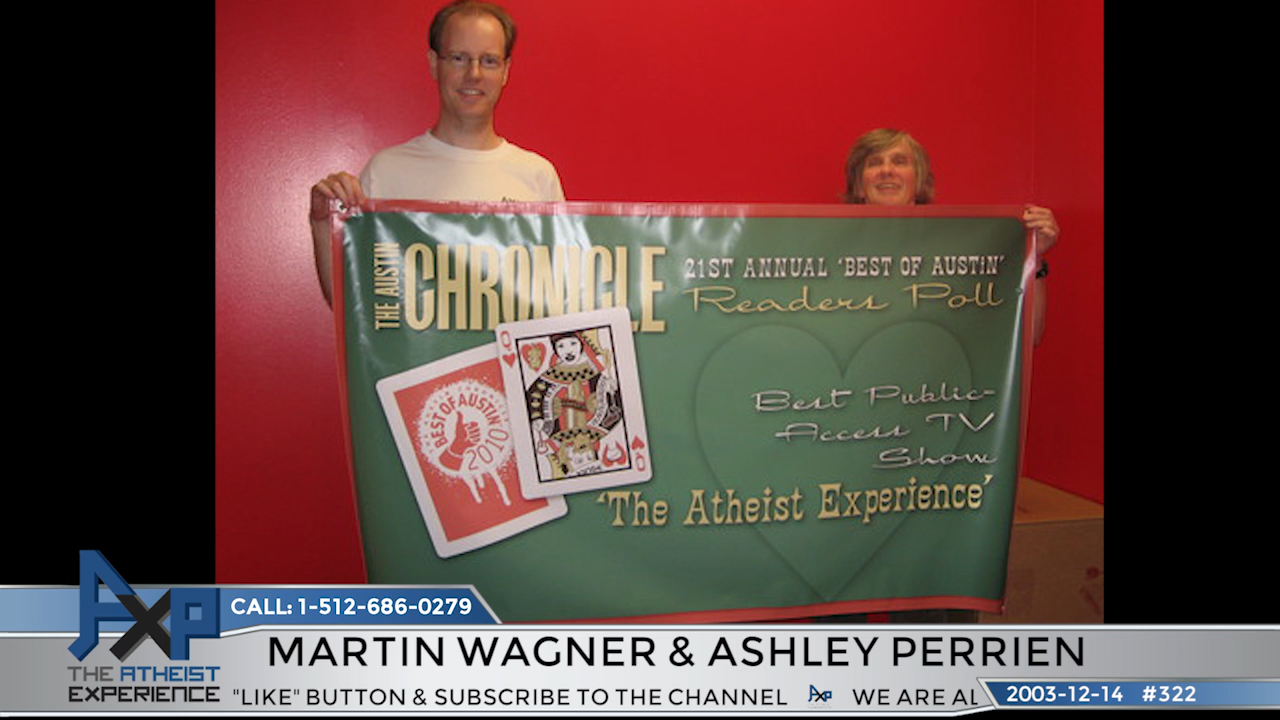 THE AUSTIN
CHRONICLE
21ST ANNUAL 'BEST OF AUSTIN'
Readers Poll
Q
BEST OF AUSTIN
2010
Q
Best Public-
Access TV
Show
'The Atheist Experience'
AXP
THE ATHEIST
EXPERIENCE
CALL: 1-512-686-0279
MARTIN WAGNER & ASHLEY PERRIEN
"LIKE" BUTTON & SUBSCRIBE TO THE CHANNEL AXP WE ARE AL
2003-12-14 #322